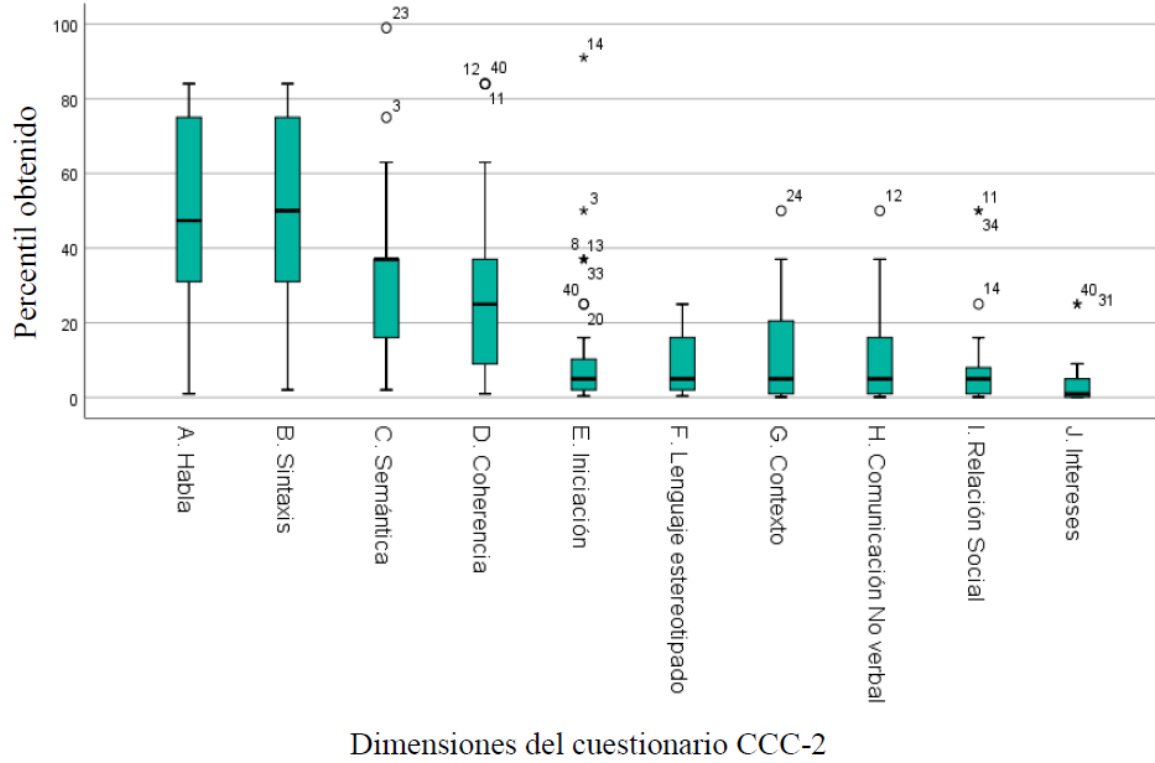 Percentil obtenido
100
80
60
40
20
0
23
3
12 40
11
14
3
8 13
33
40
20
24
12
11
34
14
40 31
A. Habla
B. Sintaxis
C. Semántica
D. Coherencia
E. Iniciación
F. Lenguaje estereotipado
G. Contexto
H. Comunicación No verbal
I. Relación Social
J. Intereses
Dimensiones del cuestionario CCC-2